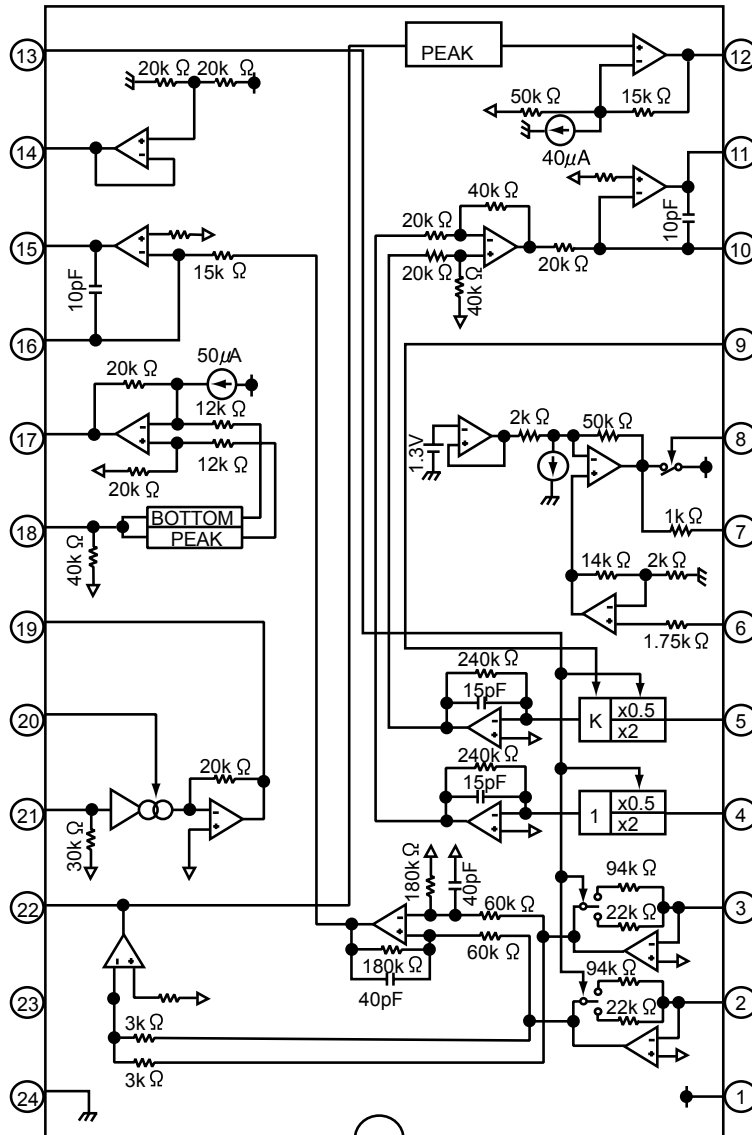 13
PEAK
12
20k Ω 20k Ω
50k Ω 15k Ω
40μA
14
11
40k Ω
20k Ω
10pF
15
15k Ω
20k Ω
20k Ω
40k Ω
10
10pF
16
9
50μA
20k Ω
12k Ω
2k Ω 50k Ω
8
1.3V
17
12k Ω
20k Ω
BOTTOM
PEAK
18
1k Ω
7
40k Ω
14k Ω 2k Ω
19
1.75k Ω
6
240k Ω
15pF
20
K
x0.5
x2
5
240k Ω
15pF
20k Ω
21
1
x0.5
x2
4
30k Ω
180k Ω
40pF
94k Ω
22
60k Ω
22k Ω
3
180k Ω
60k Ω
94k Ω
40pF
23
22k Ω
2
3k Ω
3k Ω
24
1